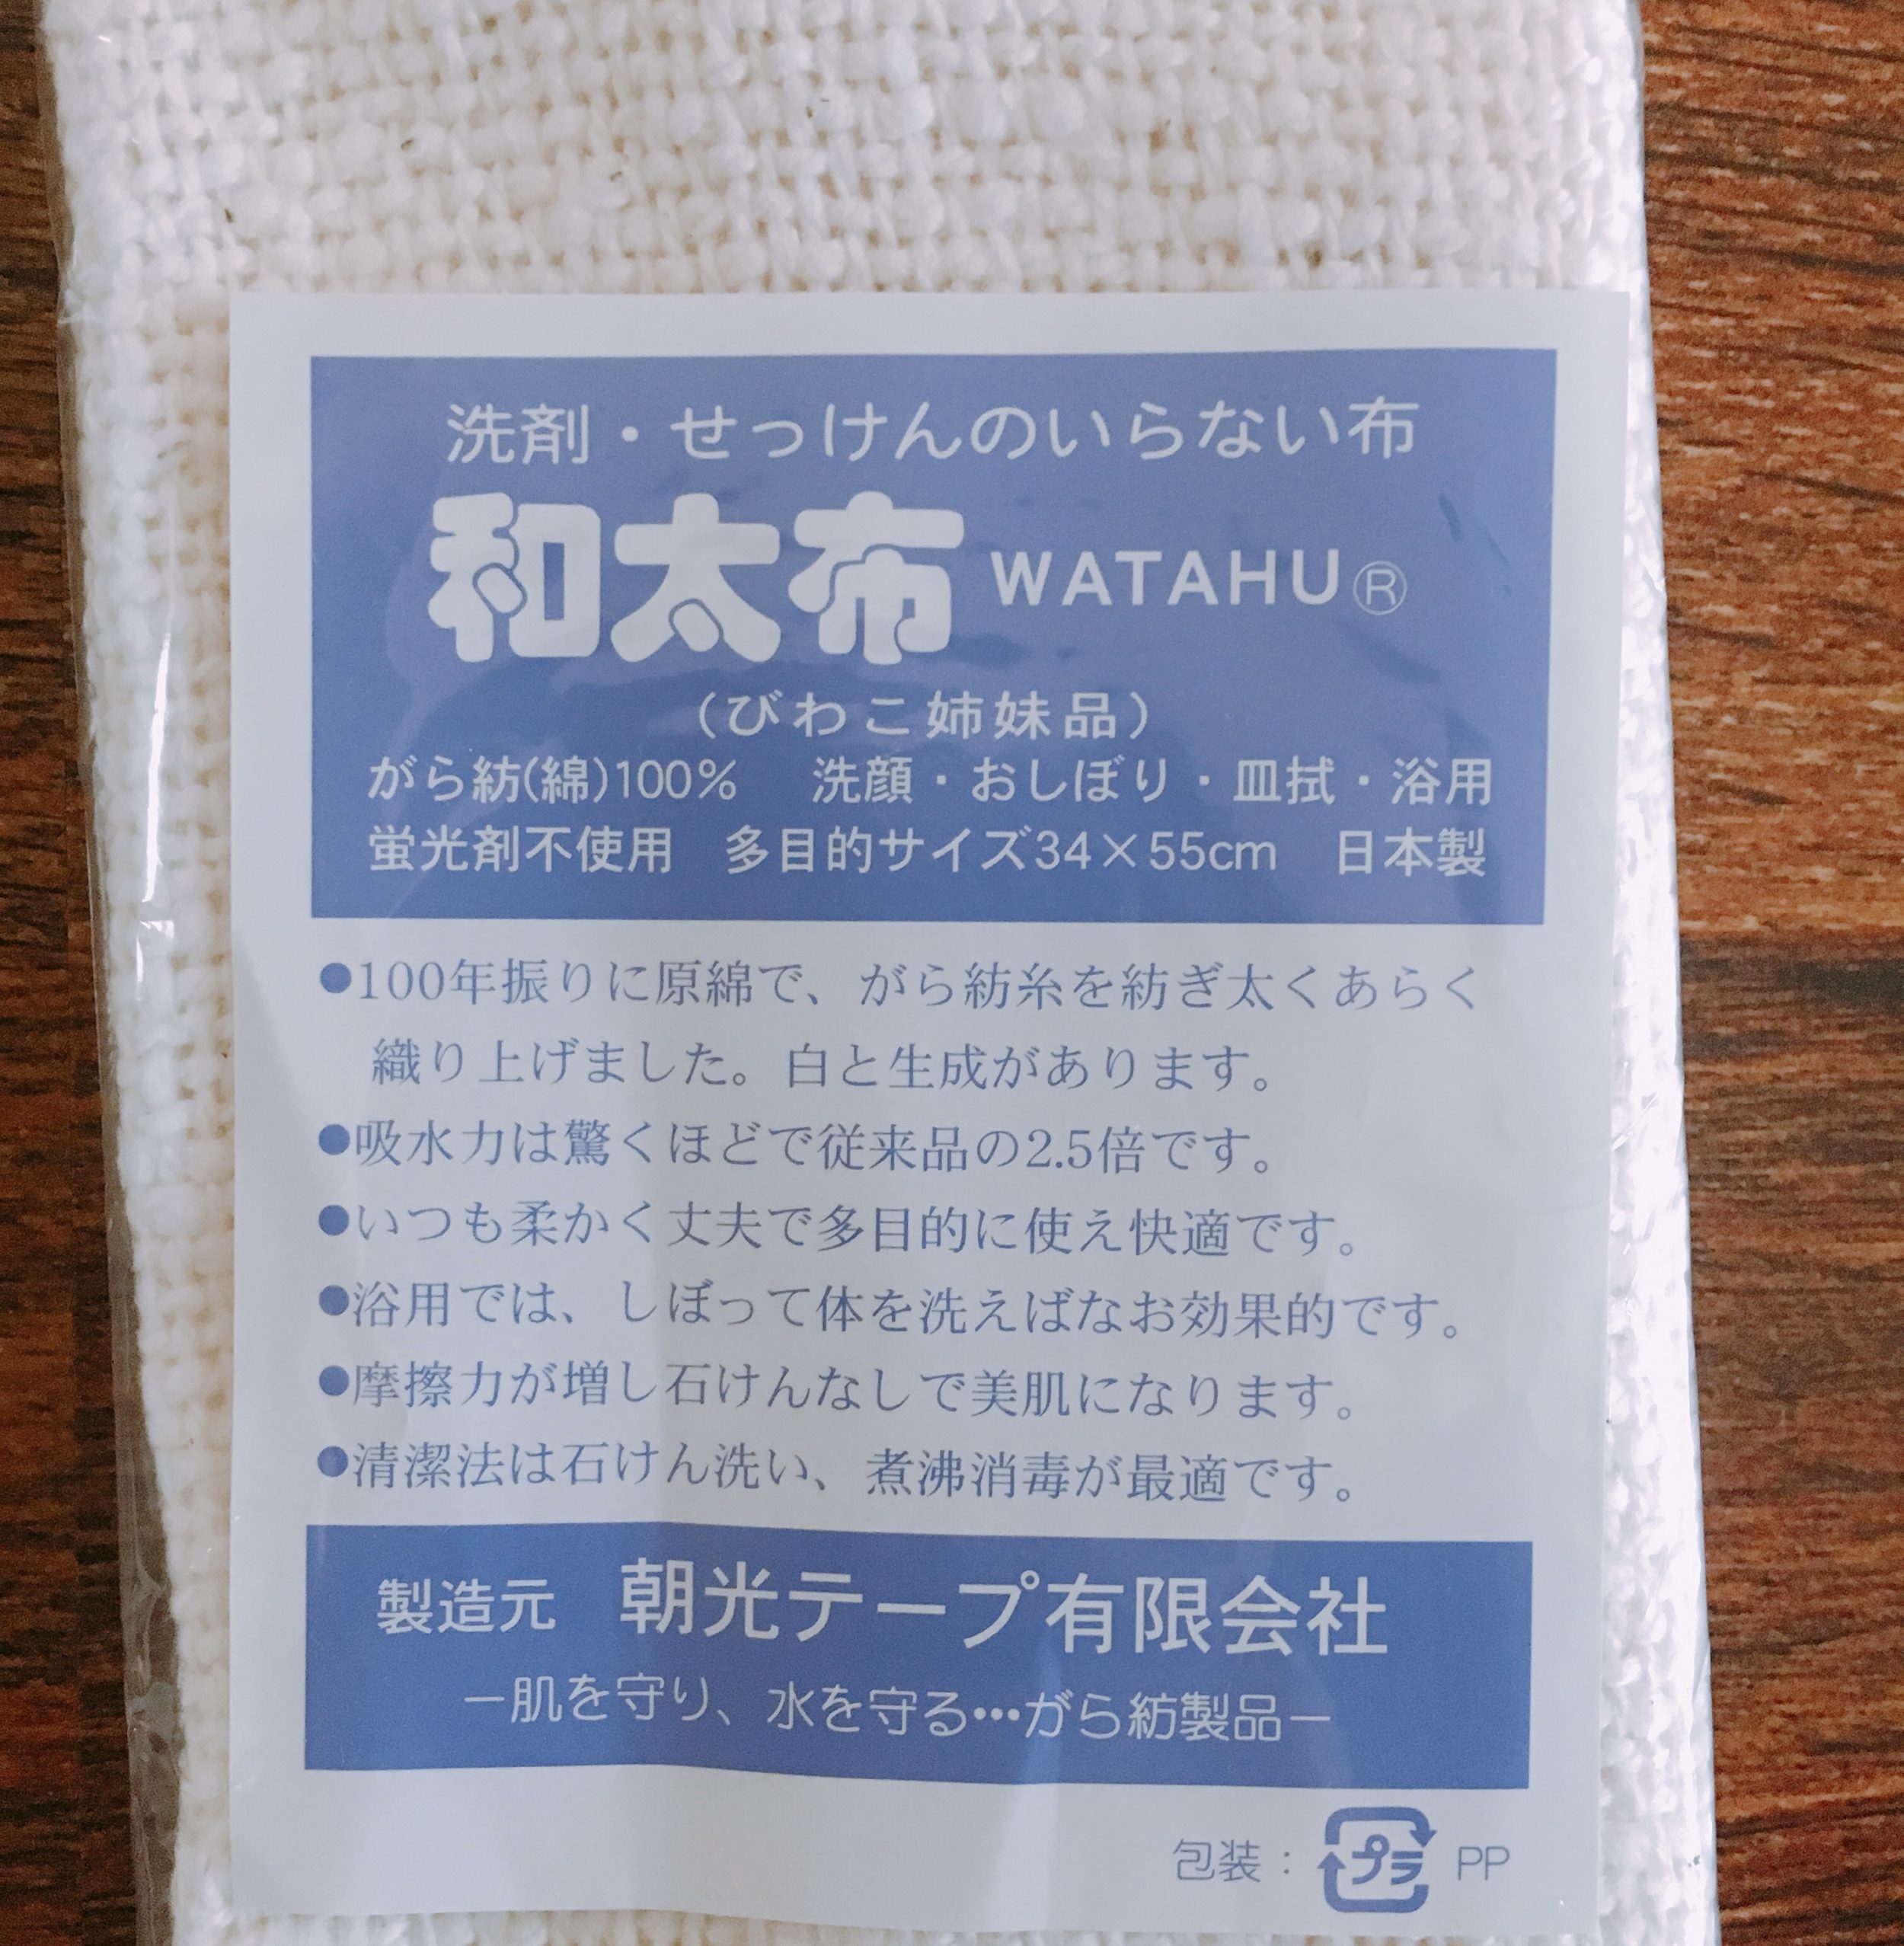 洗剤・せっけんのいらない布
和太布 WATAHU®
（びわこ姉妹品）
がら紡(綿)100% 洗顔・おしぼり・皿拭・浴用
蛍光剤不使用 多目的サイズ34×55cm 日本製
●100年振りに原綿で、がら紡糸を紡ぎ太くあらく
織り上げました。白と生成があります。
●吸水力は驚くほどで従来品の2.5倍です。
●いつも柔かく丈夫で多目的に使え快適です。
●浴用では、しぼって体を洗えばなお効果的です。
●摩擦力が増し石けんなしで美肌になります。
●清潔法は石けん洗い、煮沸消毒が最適です。
製造元 朝光テープ有限会社
―肌を守り、水を守る…がら紡製品―
包装： プラ PP